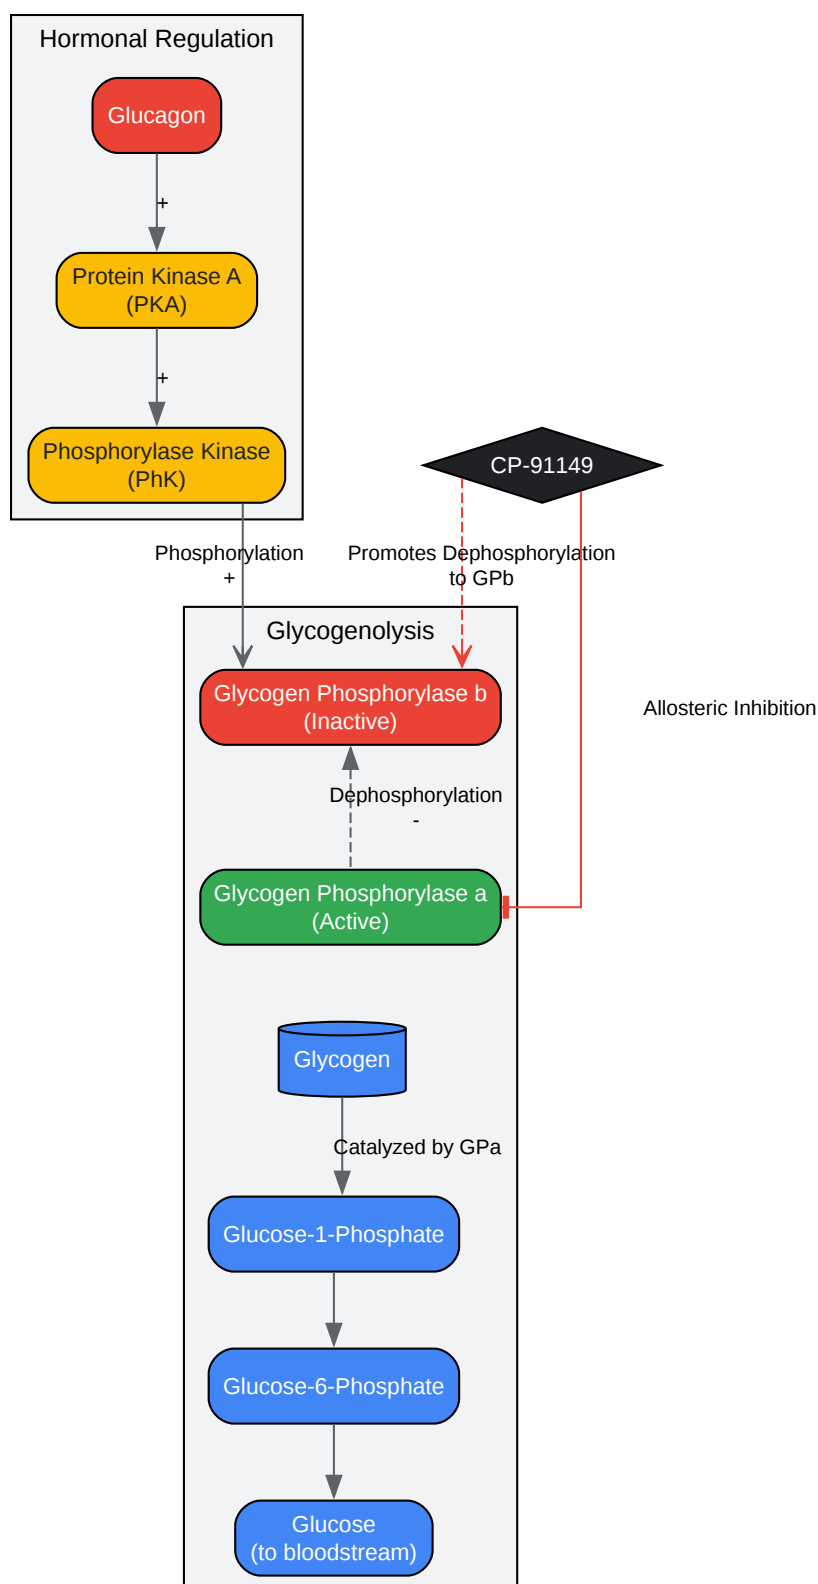 Hormonal Regulation
Glucagon
+
Protein Kinase A
(PKA)
+
Phosphorylase Kinase
(PhK)
CP-91149
Phosphorylation
+
Promotes Dephosphorylation
to GPb
Glycogenolysis
Glycogen Phosphorylase b
(Inactive)
Allosteric Inhibition
Dephosphorylation
-
Glycogen Phosphorylase a
(Active)
Glycogen
Catalyzed by GPa
Glucose-1-Phosphate
Glucose-6-Phosphate
Glucose
(to bloodstream)